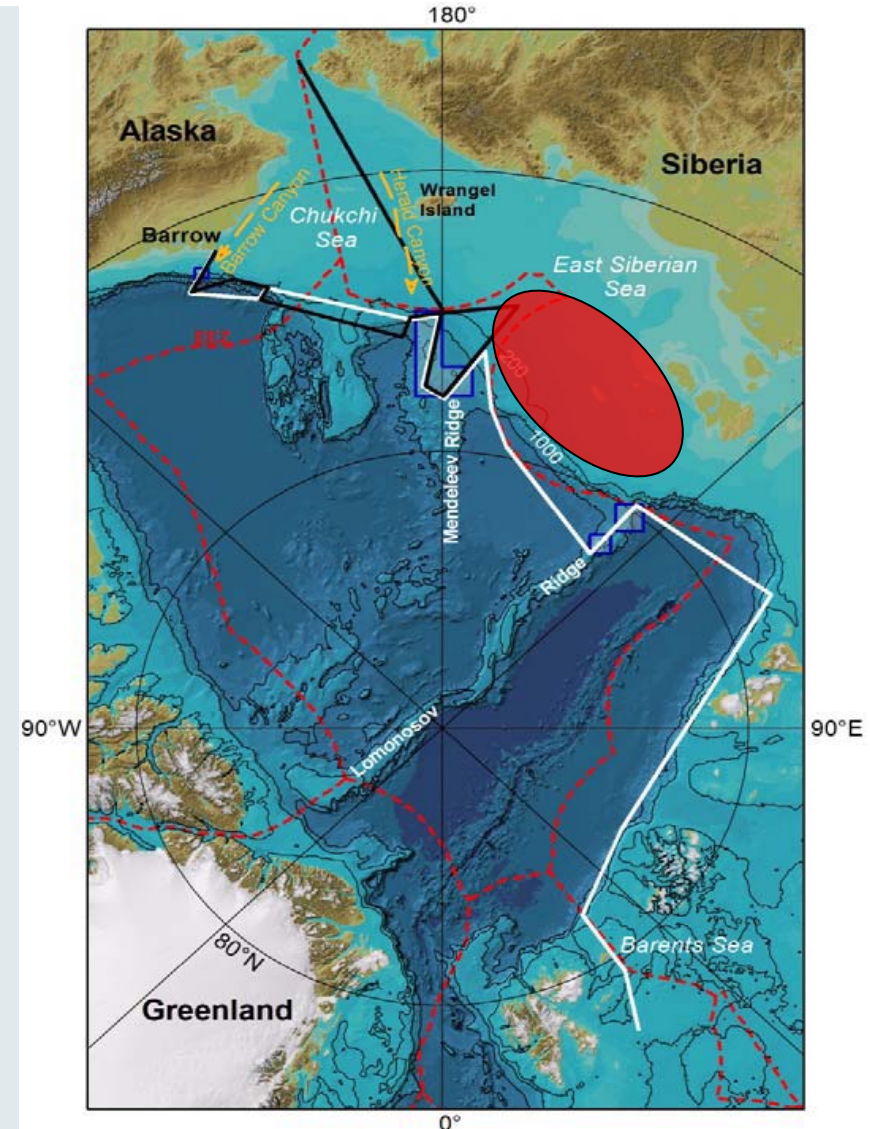 180°
Alaska
Siberia
Barrow Canyon
Herald Canyon
Wrangel
Island
Chukchi
Sea
Barrow
East Siberian
Sea
200
1000
Mendeleev Ridge
Ridge
Lomonosov
90°W
90°E
Barents Sea
80°N
Greenland
0°